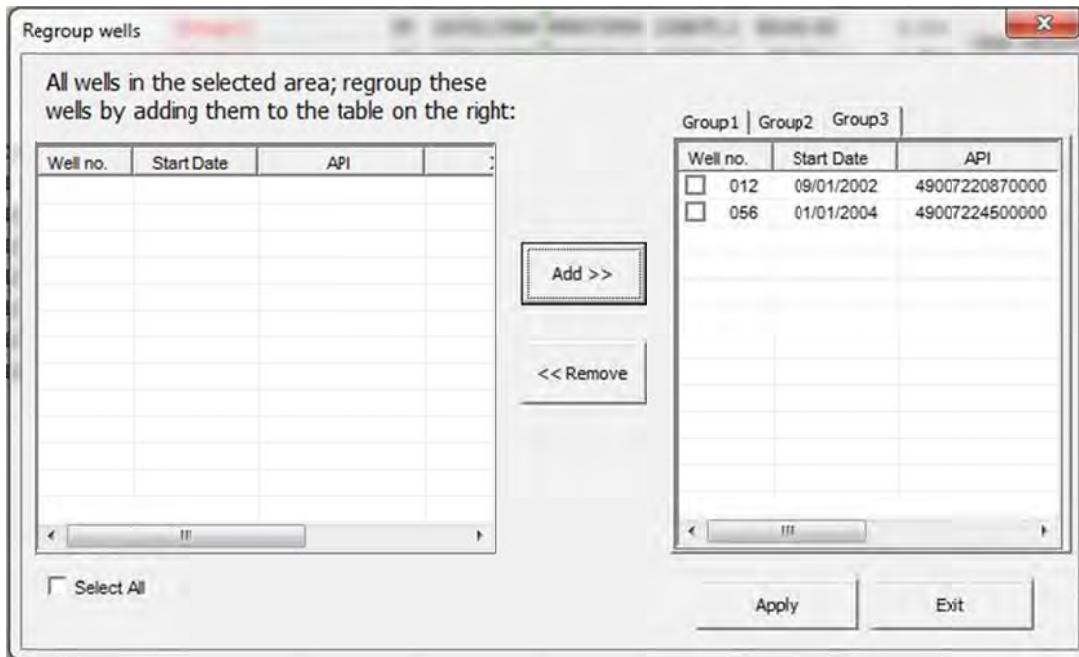 Regroup wells
All wells in the selected area; regroup these
wells by adding them to the table on the right:
Well no. Start Date API
Add >>
<< Remove
Select All
Group1 Group2 Group3
Well no. Start Date API
012 09/01/2002 49007220870000
056 01/01/2004 49007224500000
Apply Exit